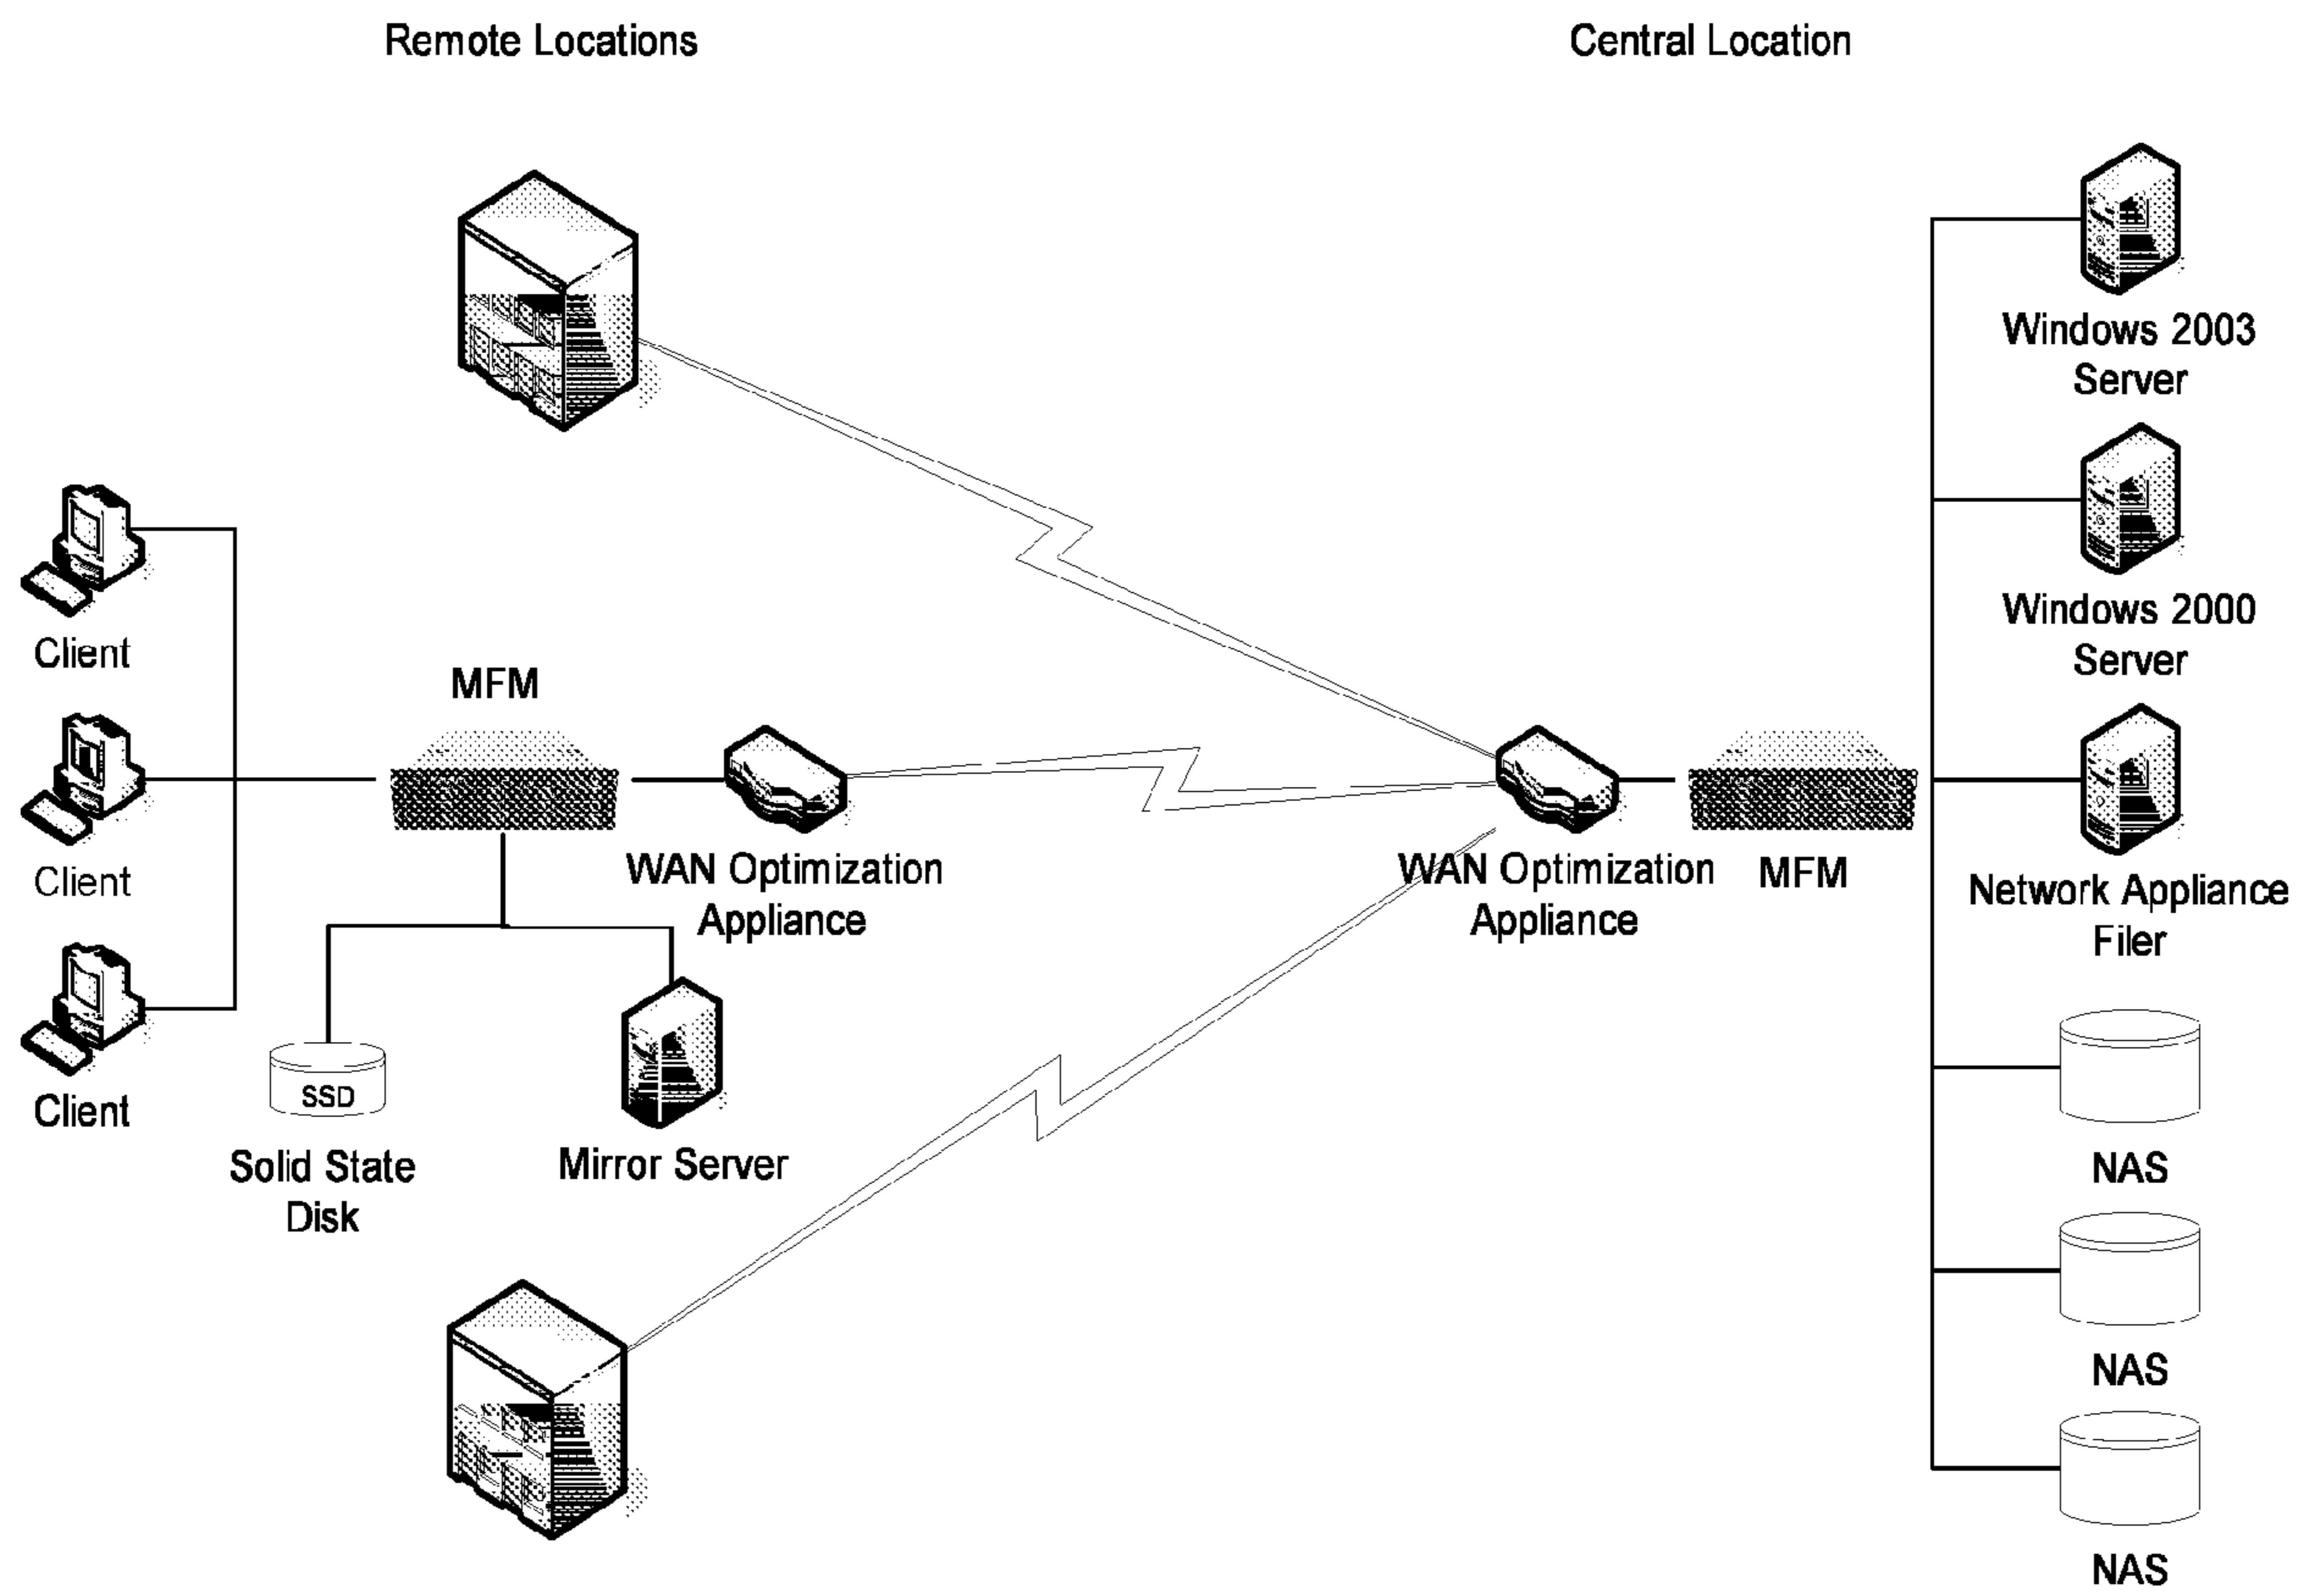 Remote Locations
Central Location
Windows 2003
Server
Windows 2000
Server
Client
MFM
Client
WAN Optimization
Appliance
WAN Optimization
Appliance
MFM
Network Appliance
Filer
Client
SSD
Solid State
Disk
Mirror Server
NAS
NAS
NAS